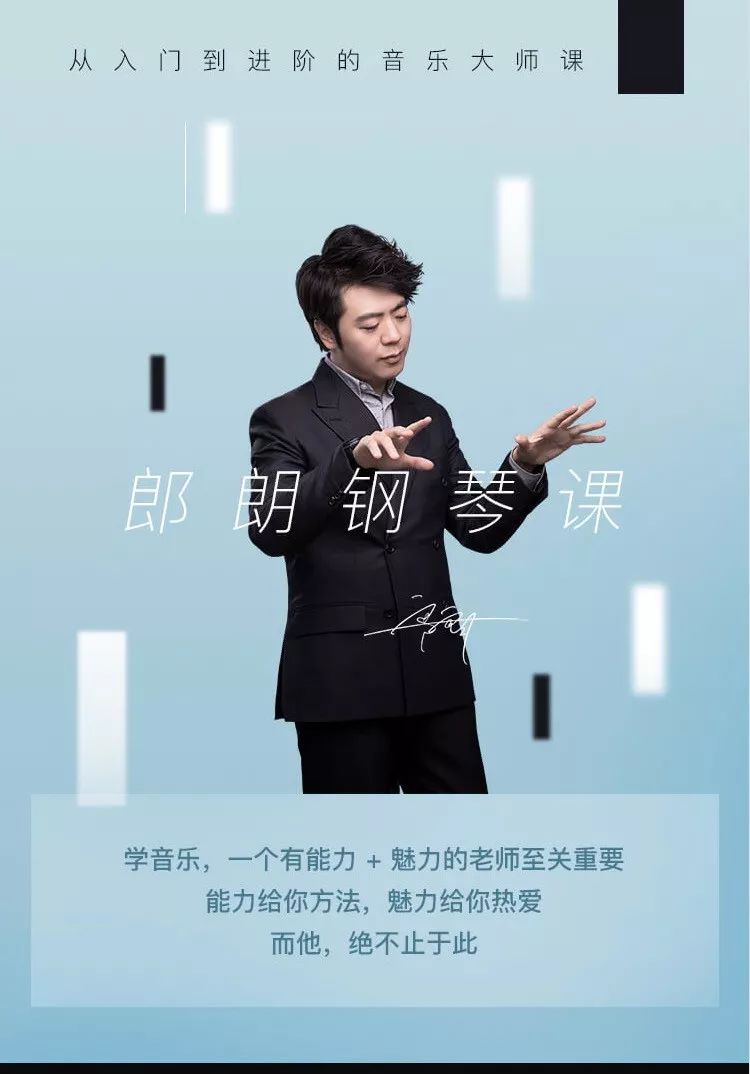 从入门到进阶的音乐大师课
郎朗钢琴课
学音乐，一个有能力 + 魅力的老师至关重要
能力给你方法，魅力给你热爱
而他，绝不止于此